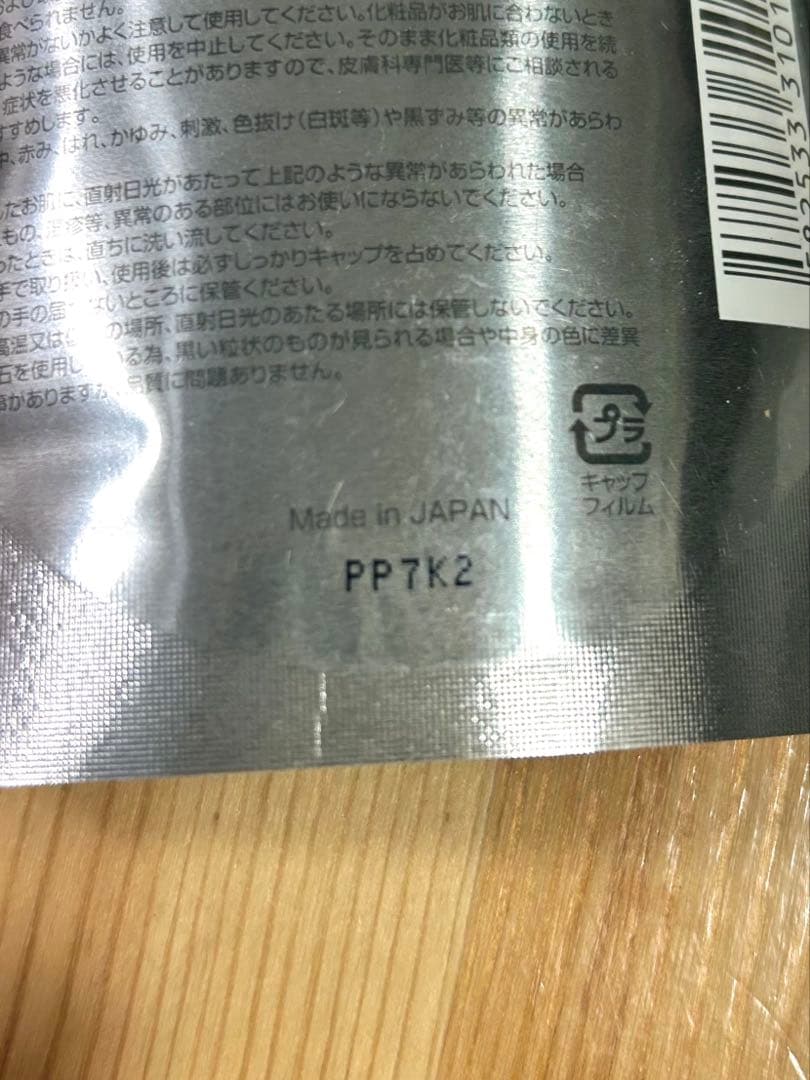 食べられません。
異常がないかよく注意して使用してください。化粧品がお肌に合わないとき
ような場合には、使用を中止してください。そのまま化粧品類の使用を続
症状を悪化させることがありますので、皮膚科専門医等にご相談される
すすめします。
中、赤み、はれ、かゆみ、刺激、色抜け(白斑等)や黒ずみ等の異常があらわ
したお肌に、直射日光があたって上記のような異常があらわれた場合
もの、湿疹等、異常のある部位にはお使いにならないでください。
ったときは、直ちに洗い流してください。
手で取り扱い、使用後は必ずしっかりキャップを占めてください。
の手の届かないところに保管ください。
高温又は の場所、直射日光のあたる場所には保管しないでください。
石を使用し いる為、黒い粒状のものが見られる場合や中身の色に差異
がありますが、品質に問題ありません。
プラ
キャップ
フィルム
Made in JAPAN
PP7K2